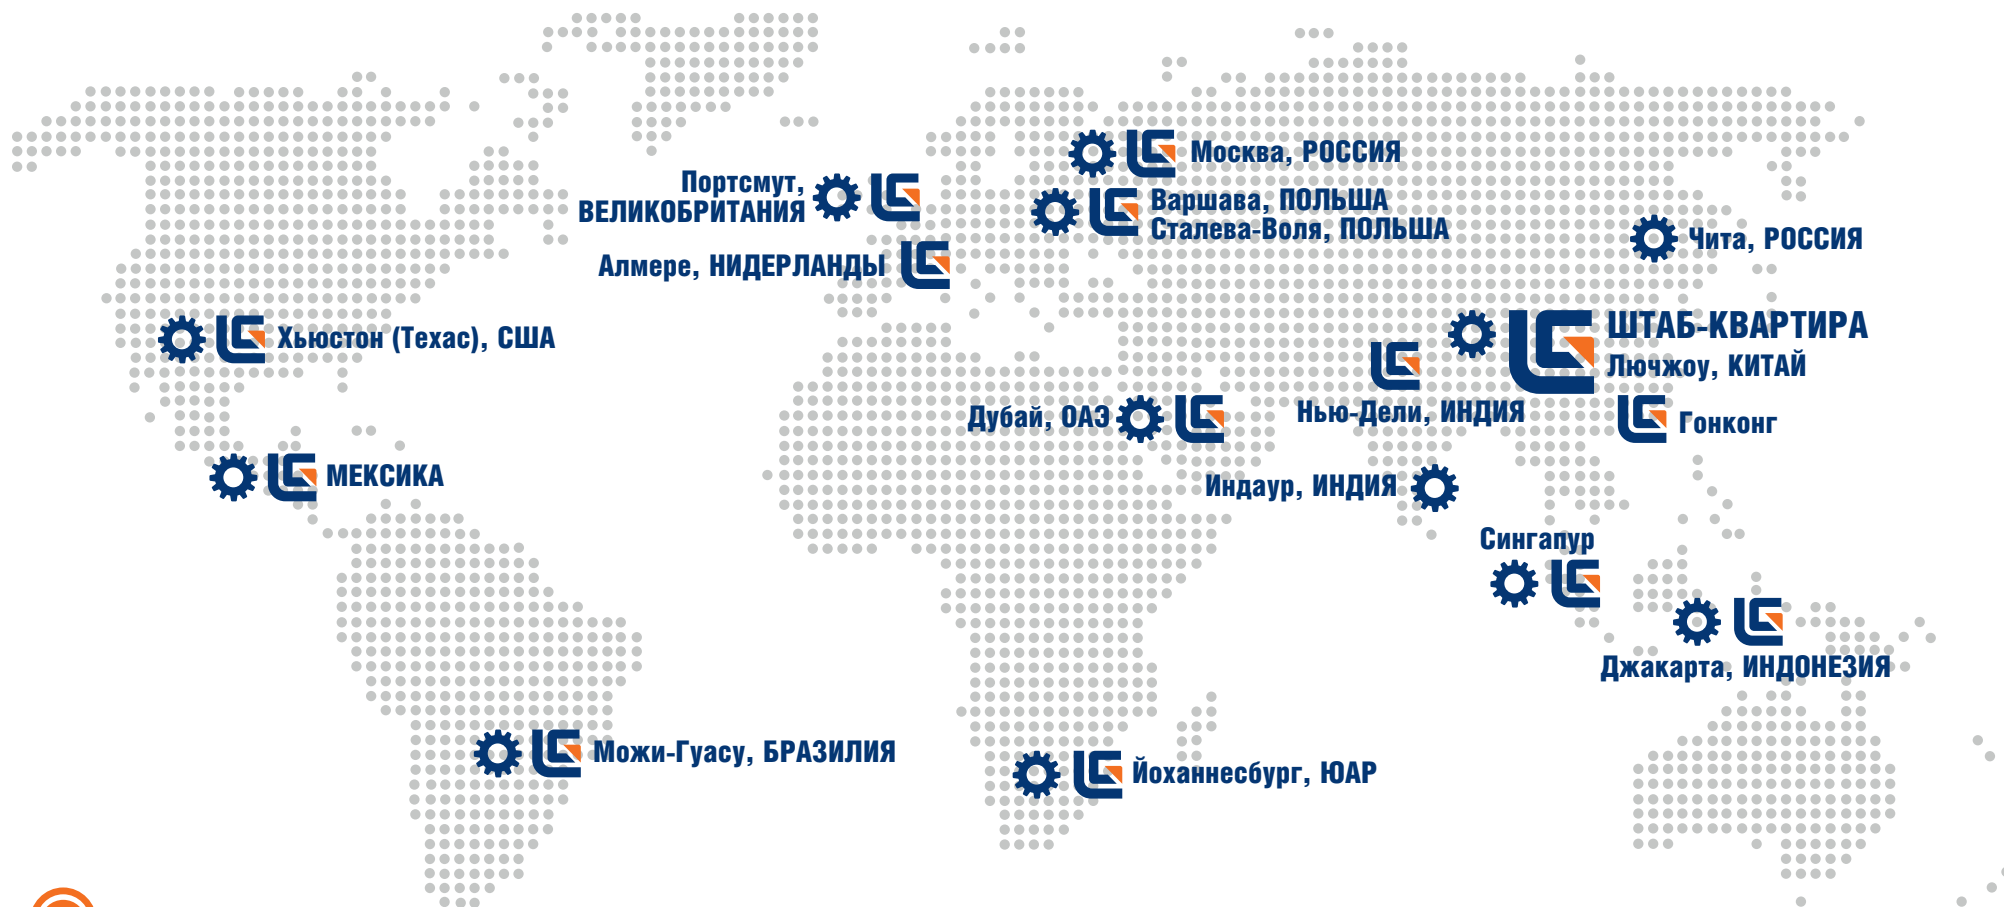 Москва, РОССИЯ
Портсмут,
ВЕЛИКОБРИТАНИЯ
Варшава, ПОЛЬША
Сталева-Воля, ПОЛЬША
Чита, РОССИЯ
Алмере, НИДЕРЛАНДЫ
Хьюстон (Техас), США
ШТАБ-КВАРТИРА
Лючжоу, КИТАЙ
Нью-Дели, ИНДИЯ
Дубай, ОАЭ
Гонконг
МЕКСИКА
Индаур, ИНДИЯ
Сингапур
Джакарта, ИНДОНЕЗИЯ
Можи-Гуасу, БРАЗИЛИЯ
Йоханнесбург, ЮАР